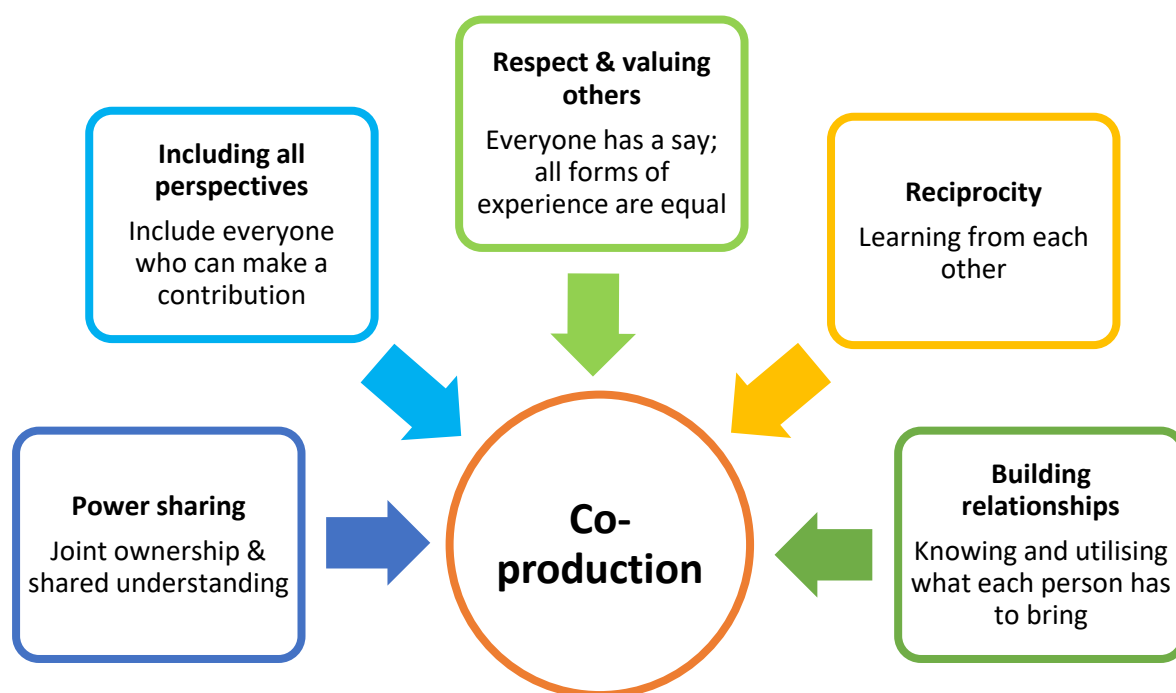 Power sharing
Joint ownership &
shared understanding
Including all
perspectives
Include everyone
who can make a
contribution
Respect & valuing
others
Everyone has a say;
all forms of
experience are equal
Reciprocity
Learning from each
other
Building
relationships
Knowing and utilising
what each person has
to bring
Co-
production